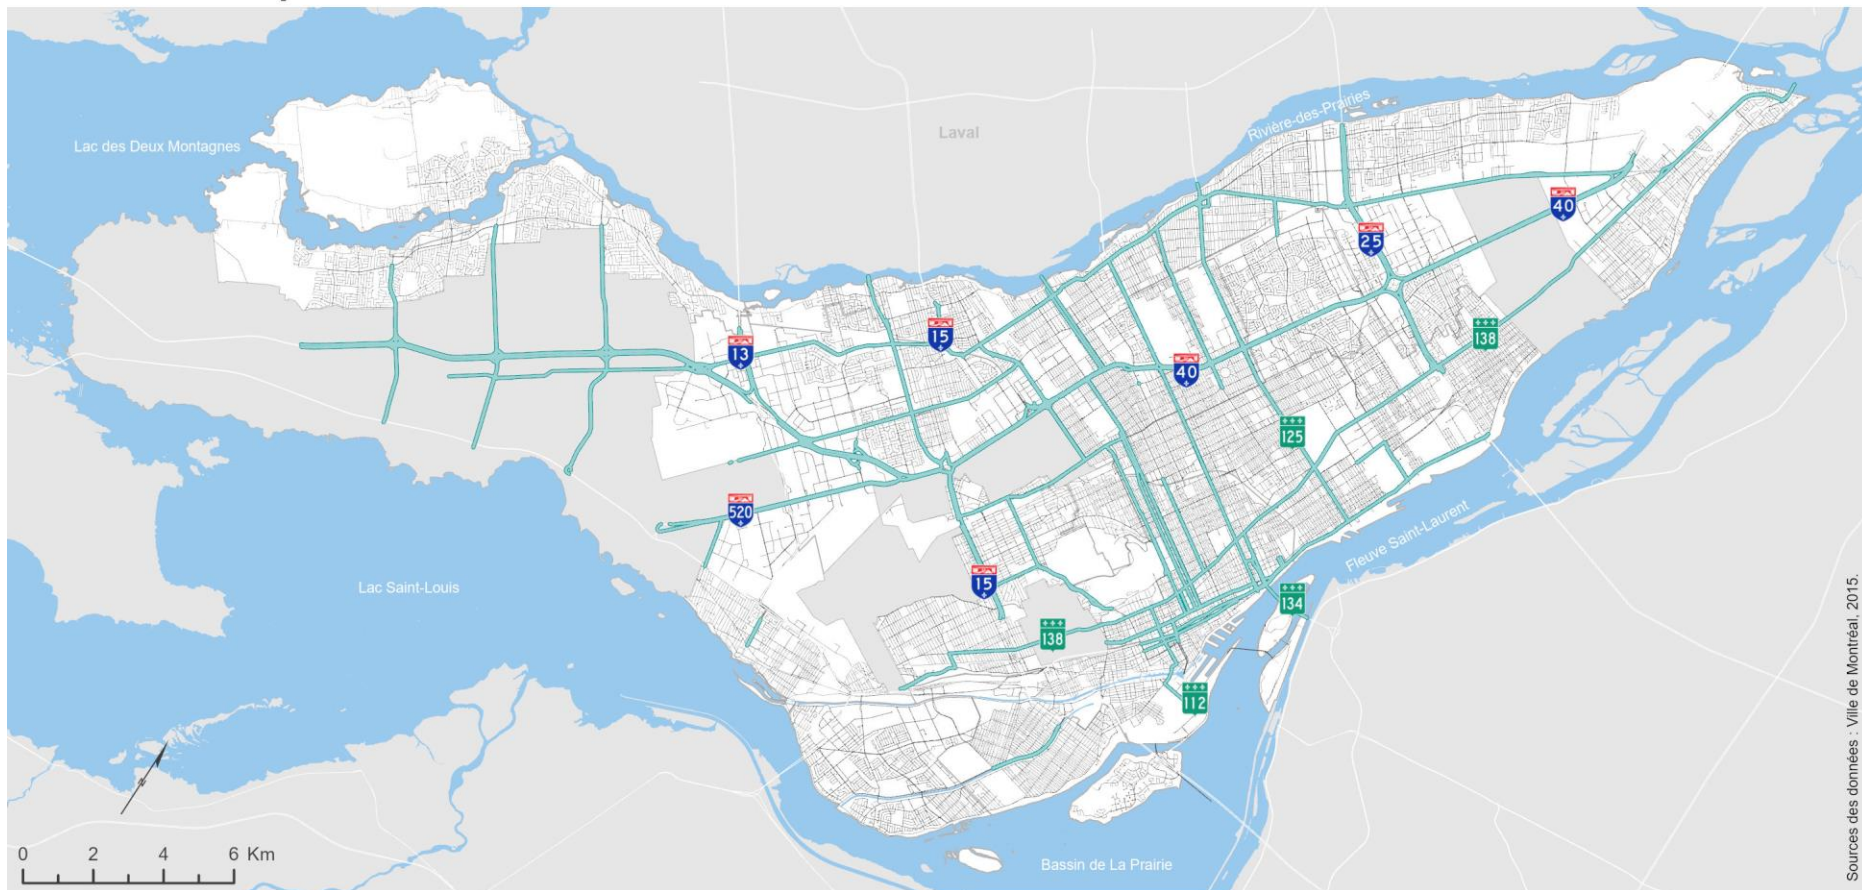 Laval
Rivière-des-Prairies
Lac des Deux Montagnes
40
25
138
15
13
40
125
520
Fleuve Saint-Laurent
15
Lac Saint-Louis
134
138
112
0 2 4 6 Km
Bassin de La Prairie
Sources des données : Ville de Montréal, 2015.